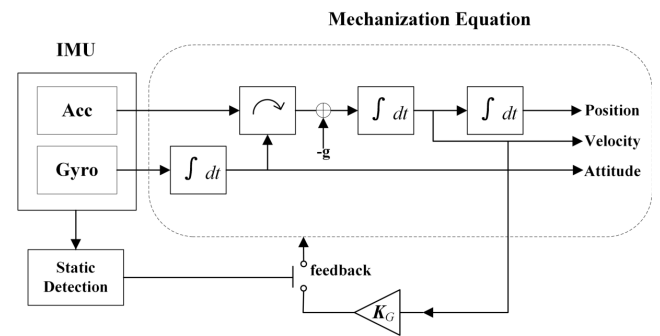 Mechanization Equation
IMU
Acc
Gyro
∫ dt
∫ dt
∫ dt
-g
Position
Velocity
Attitude
Static
Detection
feedback
K_G